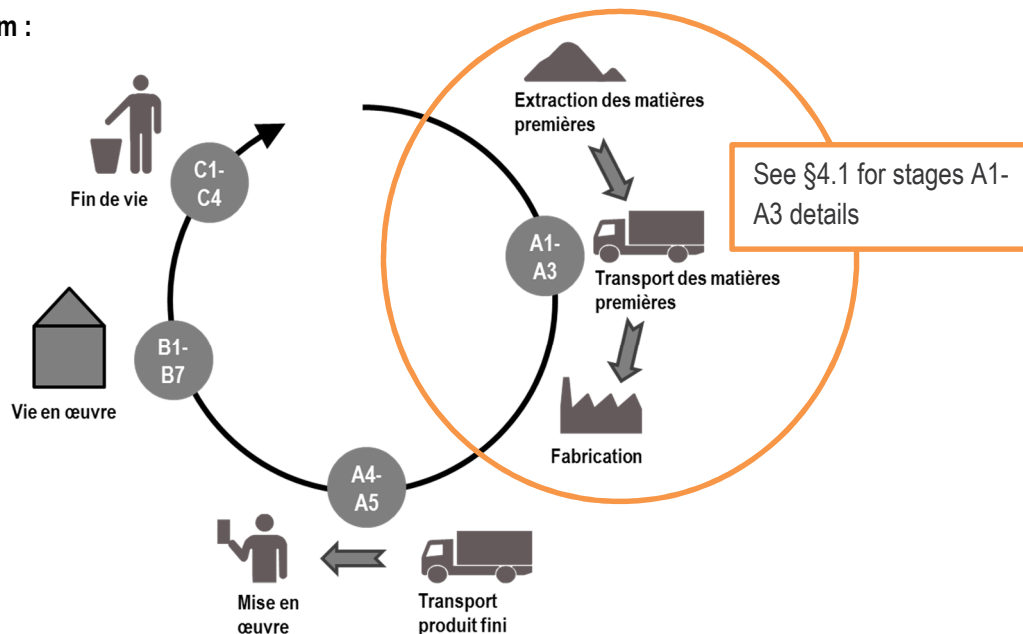 m :
Extraction des matières
premières
See §4.1 for stages A1-
A3 details
C1-
C4
Fin de vie
A1-
A3
Transport des matières
premières
B1-
B7
Vie en œuvre
Fabrication
A4-
A5
Mise en
œuvre
Transport
produit fini